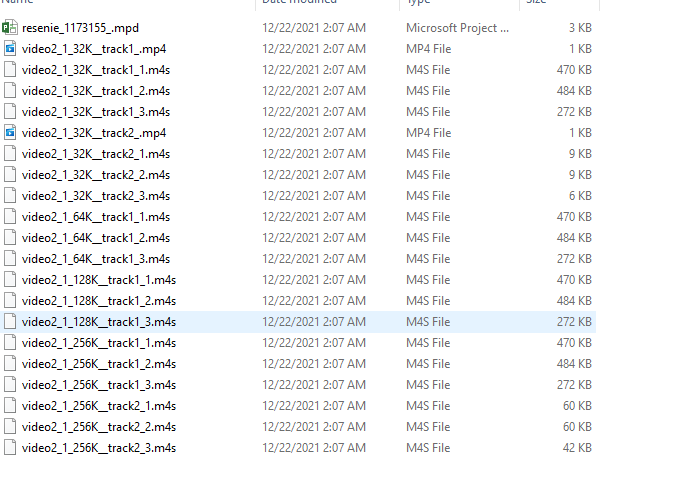 Name Date modified Type Size
resenie_1173155_.mpd 12/22/2021 2:07 AM Microsoft Project ... 3 KB
video2_1_32K__track1_.mp4 12/22/2021 2:07 AM MP4 File 1 KB
video2_1_32K__track1_1.m4s 12/22/2021 2:07 AM M4S File 470 KB
video2_1_32K__track1_2.m4s 12/22/2021 2:07 AM M4S File 484 KB
video2_1_32K__track1_3.m4s 12/22/2021 2:07 AM M4S File 272 KB
video2_1_32K__track2_.mp4 12/22/2021 2:07 AM MP4 File 1 KB
video2_1_32K__track2_1.m4s 12/22/2021 2:07 AM M4S File 9 KB
video2_1_32K__track2_2.m4s 12/22/2021 2:07 AM M4S File 9 KB
video2_1_32K__track2_3.m4s 12/22/2021 2:07 AM M4S File 6 KB
video2_1_64K__track1_1.m4s 12/22/2021 2:07 AM M4S File 470 KB
video2_1_64K__track1_2.m4s 12/22/2021 2:07 AM M4S File 484 KB
video2_1_64K__track1_3.m4s 12/22/2021 2:07 AM M4S File 272 KB
video2_1_128K__track1_1.m4s 12/22/2021 2:07 AM M4S File 470 KB
video2_1_128K__track1_2.m4s 12/22/2021 2:07 AM M4S File 484 KB
video2_1_128K__track1_3.m4s 12/22/2021 2:07 AM M4S File 272 KB
video2_1_256K__track1_1.m4s 12/22/2021 2:07 AM M4S File 470 KB
video2_1_256K__track1_2.m4s 12/22/2021 2:07 AM M4S File 484 KB
video2_1_256K__track1_3.m4s 12/22/2021 2:07 AM M4S File 272 KB
video2_1_256K__track2_1.m4s 12/22/2021 2:07 AM M4S File 60 KB
video2_1_256K__track2_2.m4s 12/22/2021 2:07 AM M4S File 60 KB
video2_1_256K__track2_3.m4s 12/22/2021 2:07 AM M4S File 42 KB